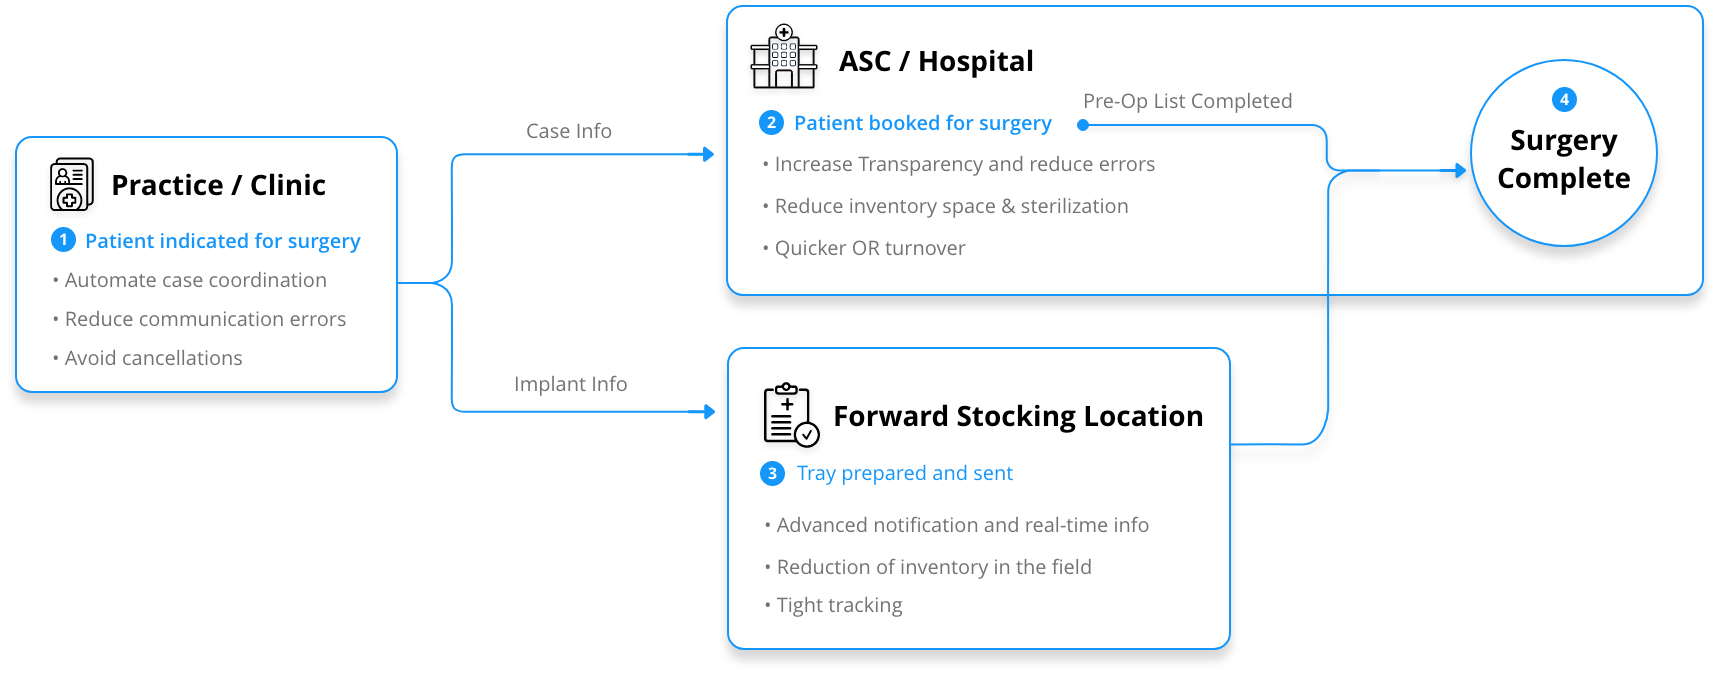 Practice / Clinic
1 Patient indicated for surgery
• Automate case coordination
• Reduce communication errors
• Avoid cancellations
Case Info
Implant Info
ASC / Hospital
2 Patient booked for surgery
• Increase Transparency and reduce errors
• Reduce inventory space & sterilization
• Quicker OR turnover
Pre-Op List Completed
4
Surgery
Complete
Forward Stocking Location
3 Tray prepared and sent
• Advanced notification and real-time info
• Reduction of inventory in the field
• Tight tracking